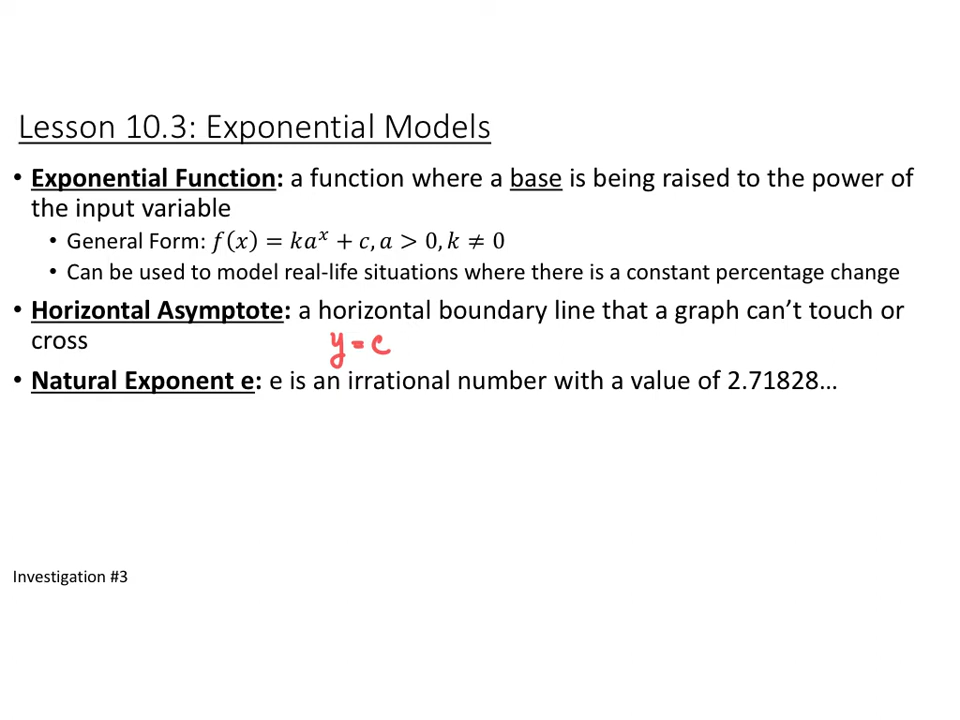 Lesson 10.3: Exponential Models
• Exponential Function: a function where a base is being raised to the power of
the input variable
• General Form: 𝑓(𝑥) = 𝑘𝑎ˣ + 𝑐, 𝑎 > 0, 𝑘 ≠ 0
• Can be used to model real-life situations where there is a constant percentage change
• Horizontal Asymptote: a horizontal boundary line that a graph can’t touch or
cross
y = c
• Natural Exponent e: e is an irrational number with a value of 2.71828…
Investigation #3